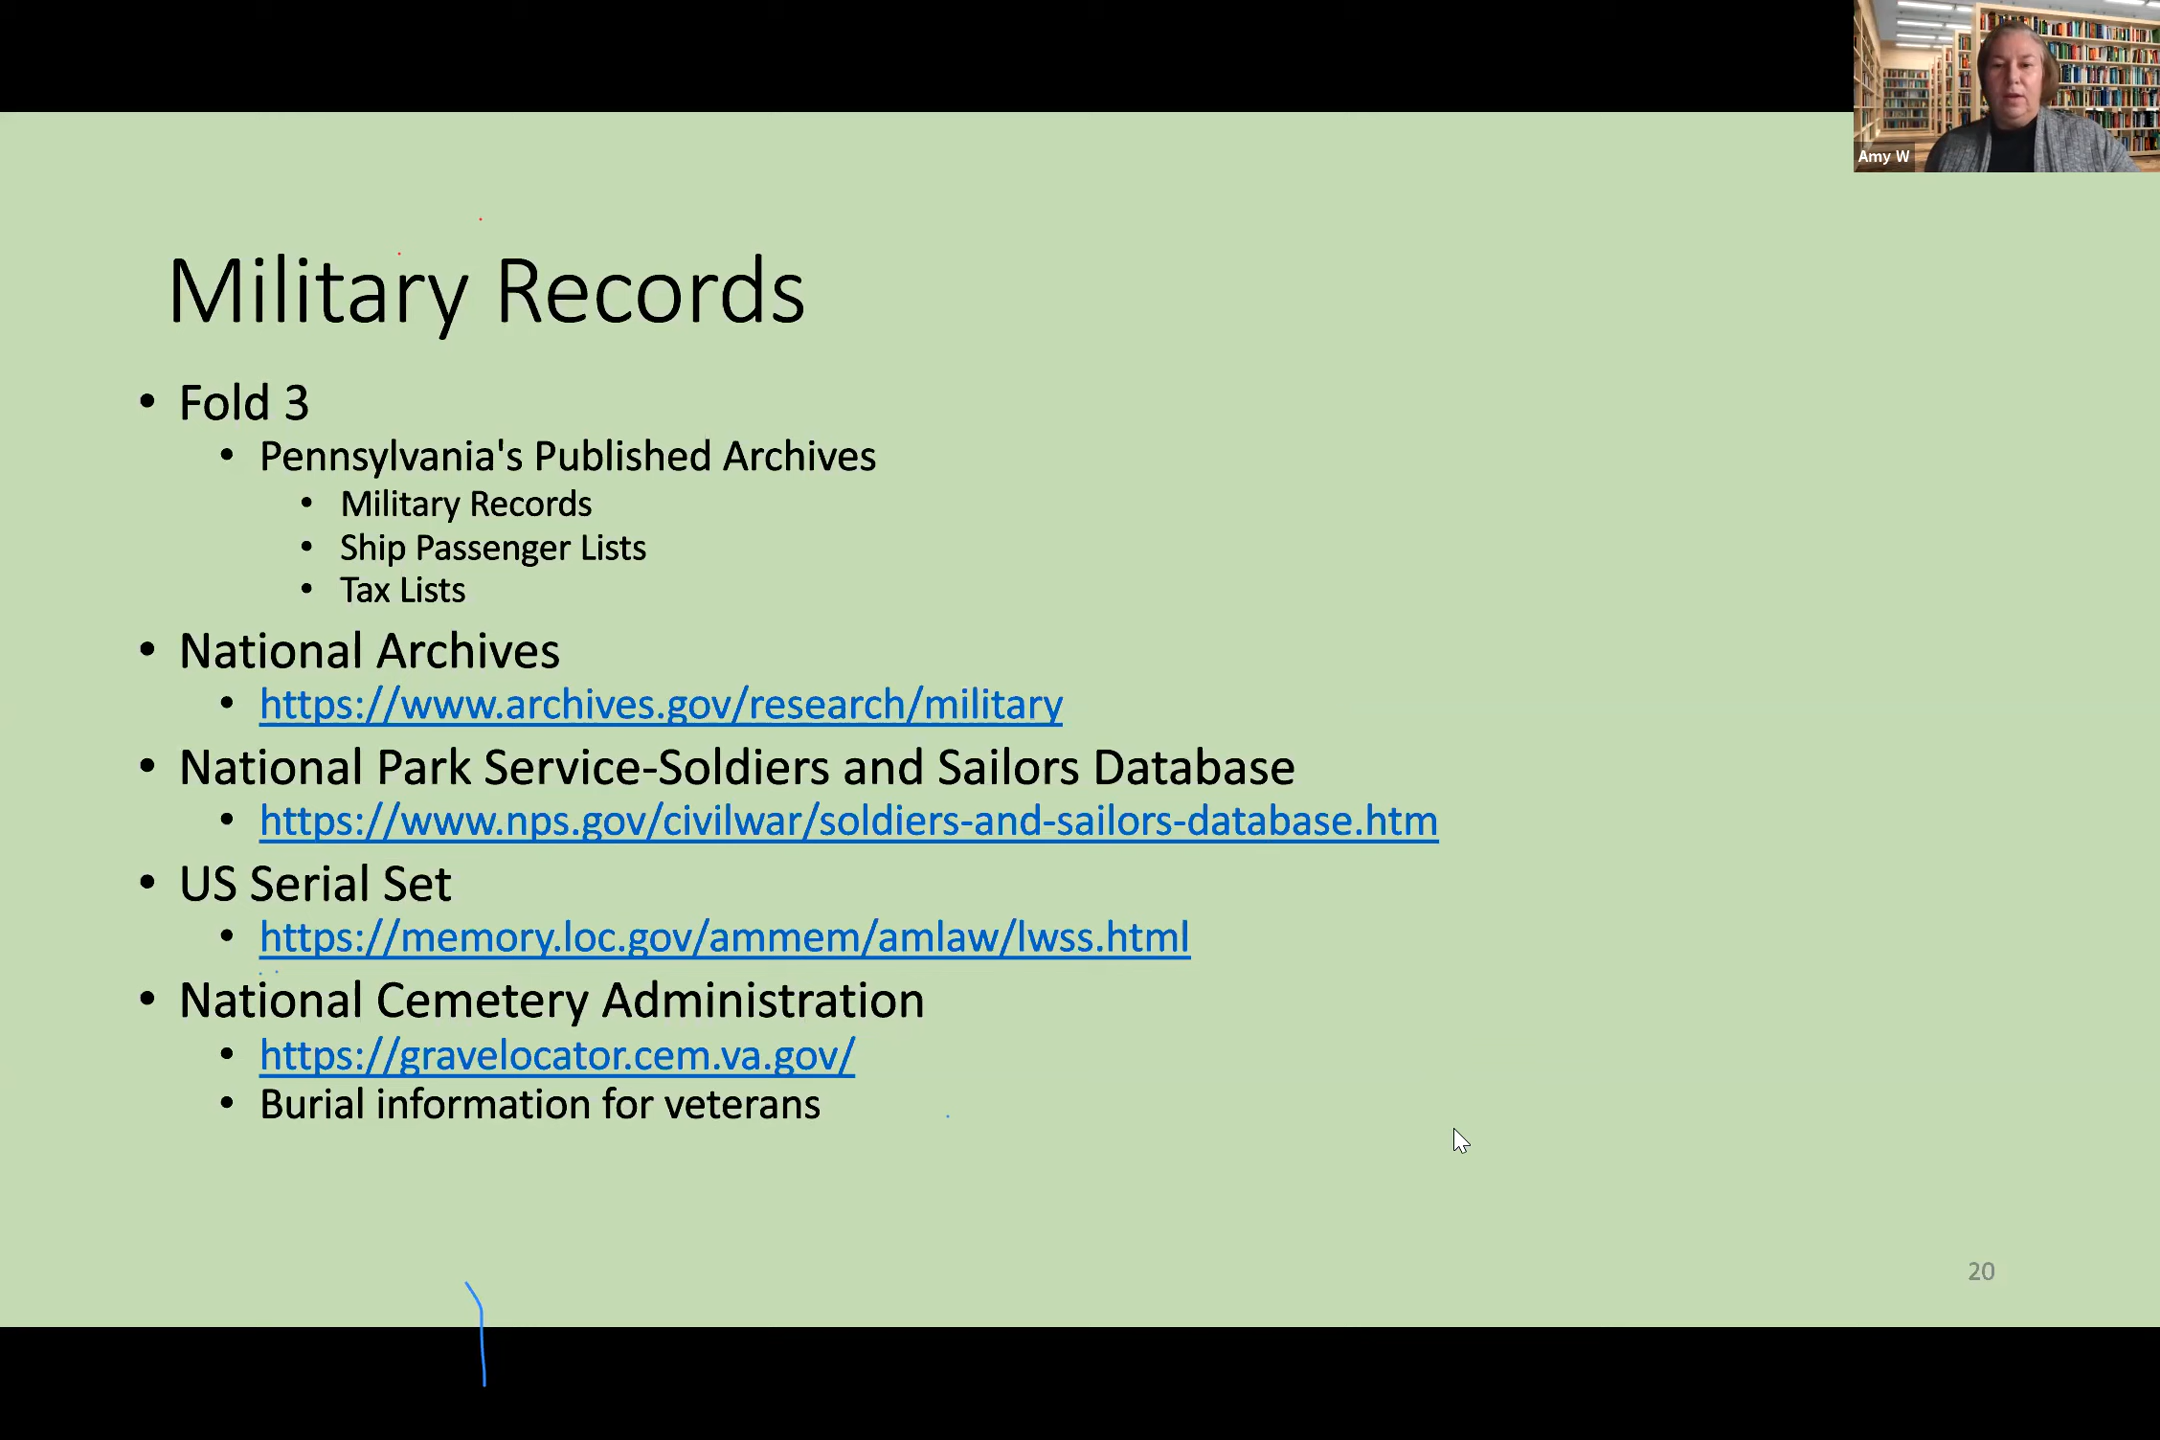 Amy W
Military Records
• Fold 3
• Pennsylvania's Published Archives
• Military Records
• Ship Passenger Lists
• Tax Lists
• National Archives
• https://www.archives.gov/research/military
• National Park Service-Soldiers and Sailors Database
• https://www.nps.gov/civilwar/soldiers-and-sailors-database.htm
• US Serial Set
• https://memory.loc.gov/ammem/amlaw/lwss.html
• National Cemetery Administration
• https://gravelocator.cem.va.gov/
• Burial information for veterans
20